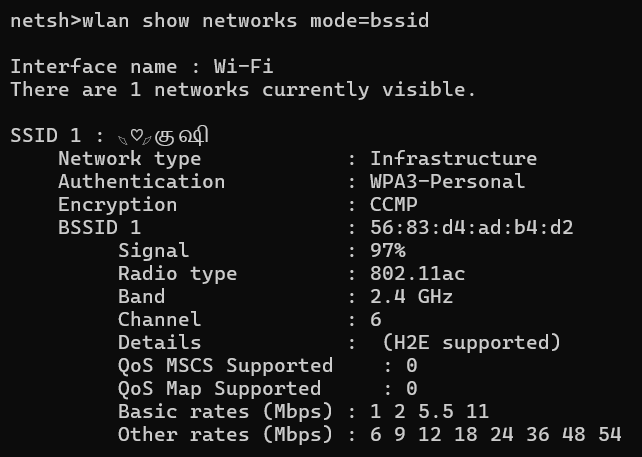 netsh>wlan show networks mode=bssid
Interface name : Wi-Fi
There are 1 networks currently visible.
SSID 1 : 𓆩♡𓆪குஷி
Network type : Infrastructure
Authentication : WPA3-Personal
Encryption : CCMP
BSSID 1 : 56:83:d4:ad:b4:d2
Signal : 97%
Radio type : 802.11ac
Band : 2.4 GHz
Channel : 6
Details : (H2E supported)
QoS MSCS Supported : 0
QoS Map Supported : 0
Basic rates (Mbps) : 1 2 5.5 11
Other rates (Mbps) : 6 9 12 18 24 36 48 54